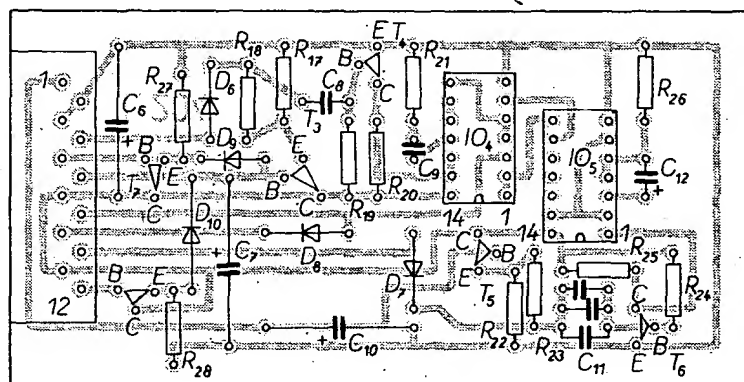 E T₄
R₁₈ R₁₇ B R₂₁
1 R₂₇ D₆ C₈ C R₂₆
C₆ T₃ IO₄
+ B D₉ E C₉ IO₅ C₁₂
E B +
T₇ C C R₁₉ R₂₀ 14 1
D₁₀ C₇ D₈ C B 14 1
+ D₇ E T₅ R₂₅
B E C R₂₄
12 C R₂₂ R₂₃ B
R₂₈ + C₁₀ C₁₁ E T₆